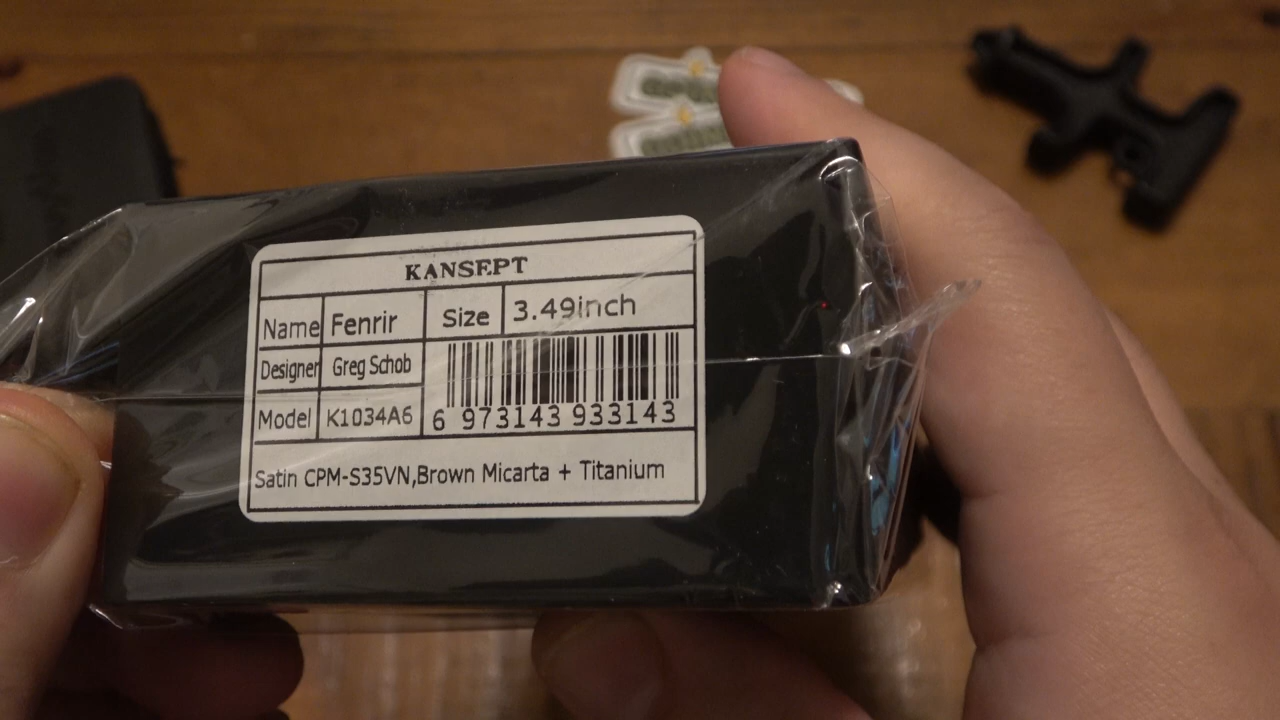 KANSEPT
Name Fenrir Size 3.49inch
Designer Greg Schob
Model K1034A6 6 973143 933143
Satin CPM-S35VN,Brown Micarta + Titanium